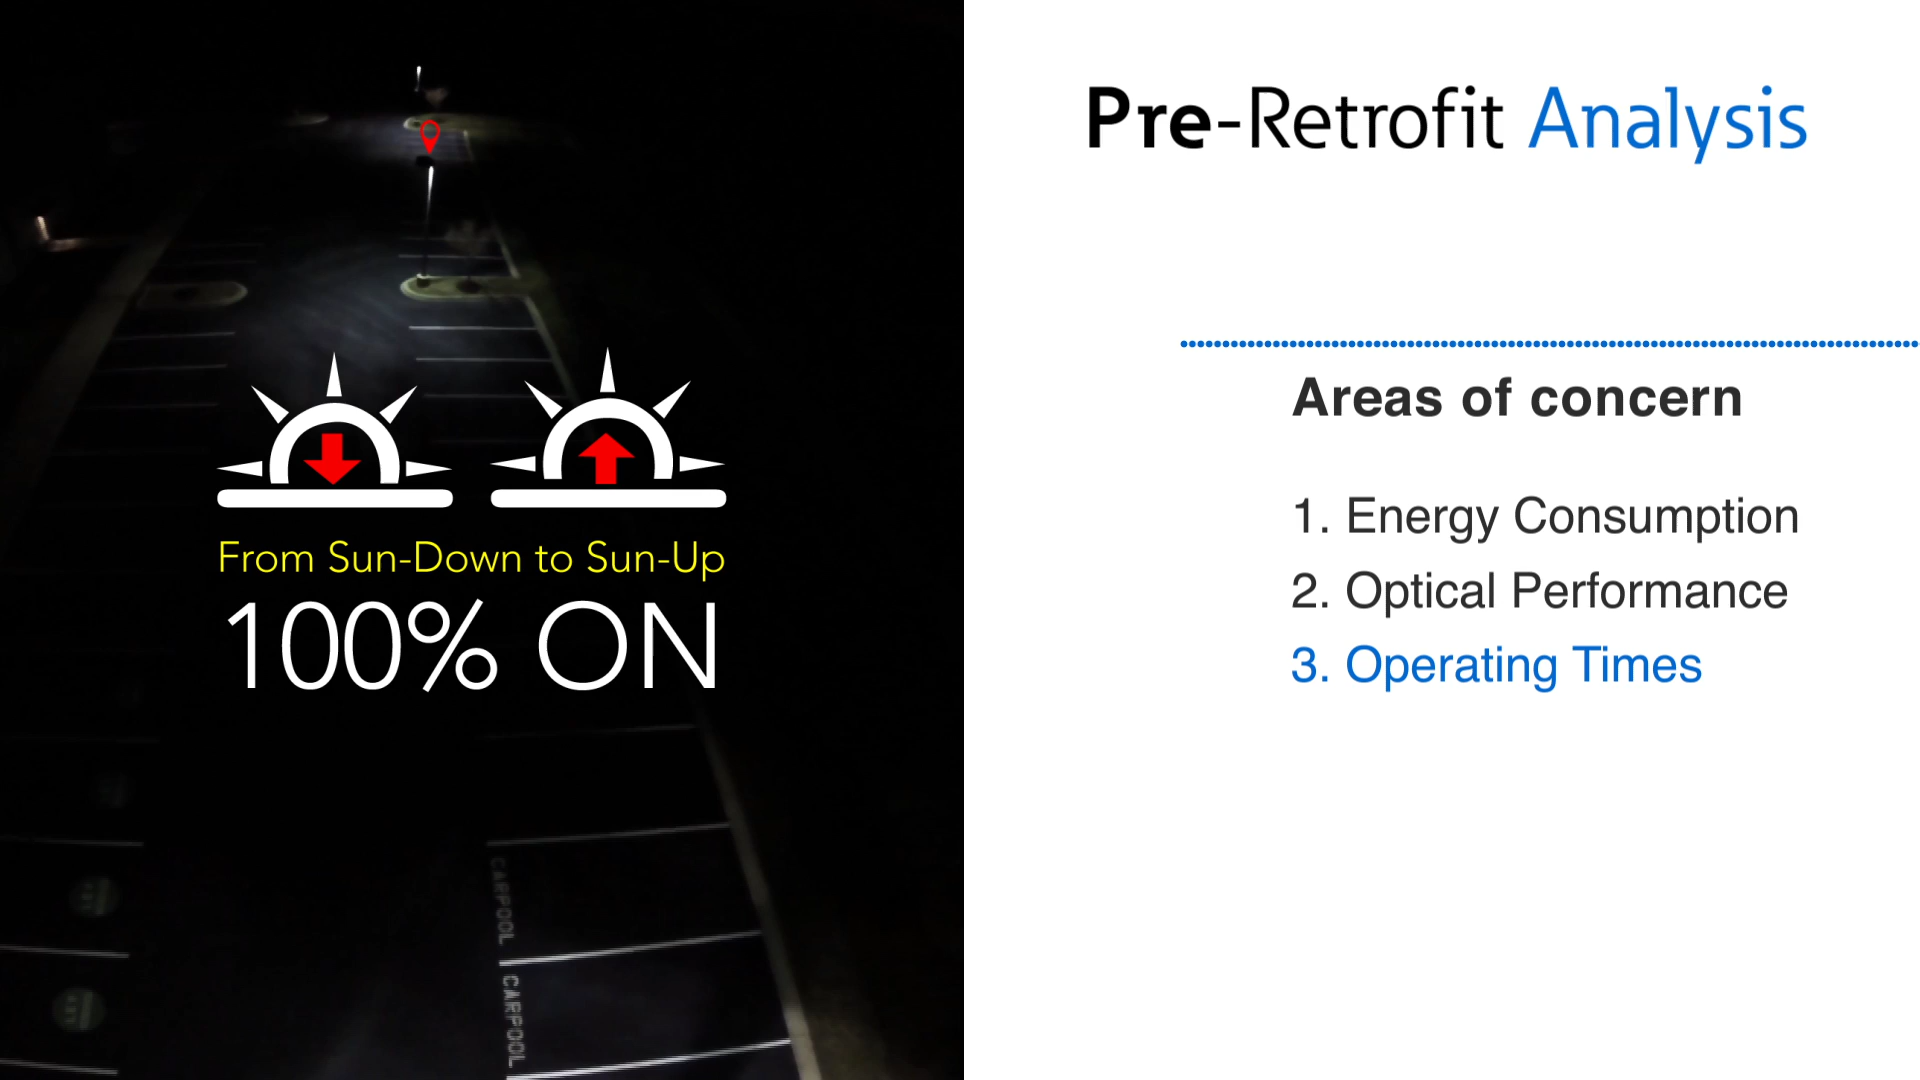 From Sun-Down to Sun-Up
100% ON
CARPOOL
CARPOOL
Pre-Retrofit Analysis
Areas of concern
1. Energy Consumption
2. Optical Performance
3. Operating Times